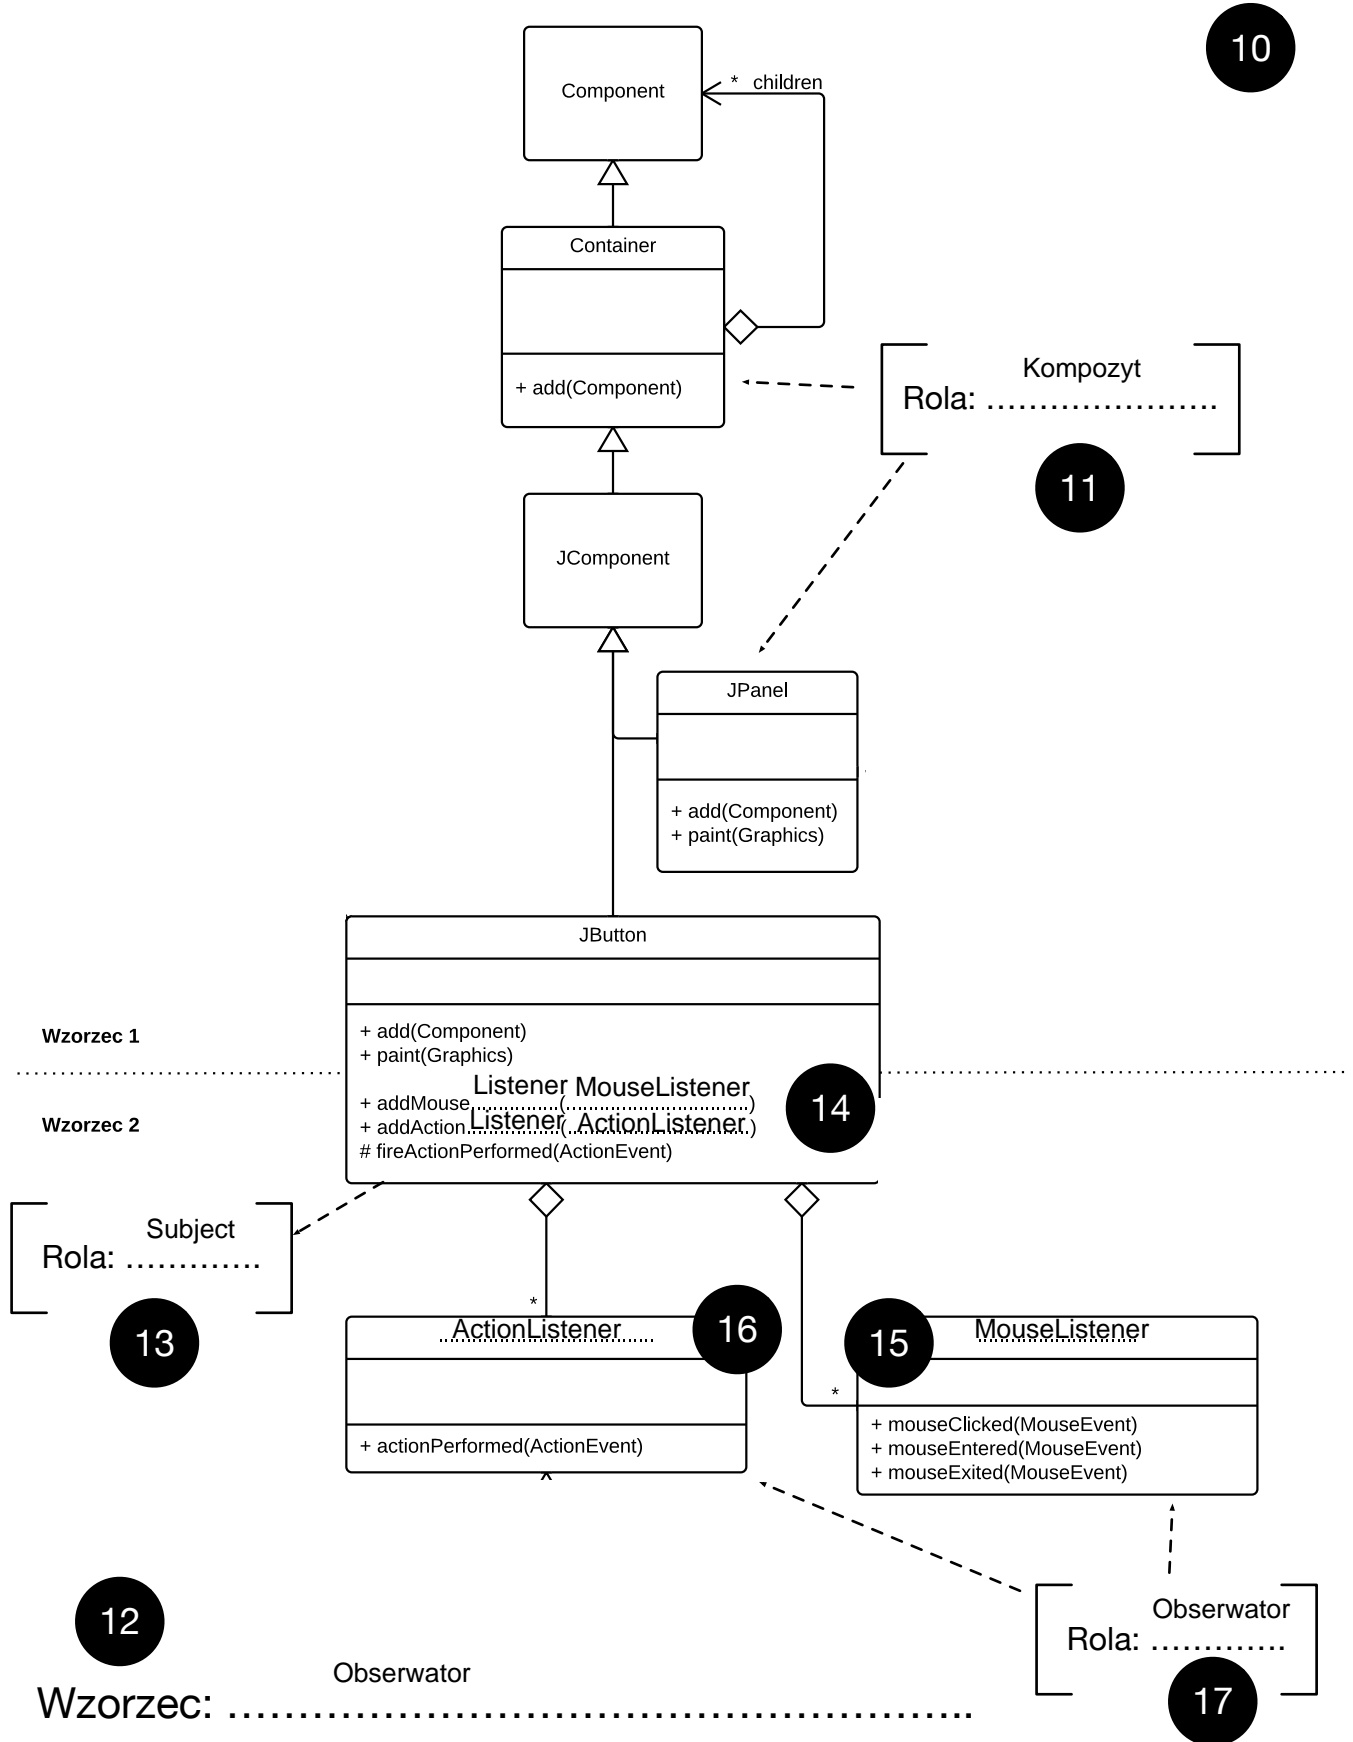 10
Component
* children
Container
+ add(Component)
Kompozyt
Rola: ......................
11
JComponent
JPanel
+ add(Component)
+ paint(Graphics)
JButton
Wzorzec 1
+ add(Component)
+ paint(Graphics)
Wzorzec 2
+ addMouseListener(MouseListener)
+ addActionListener(ActionListener)
# fireActionPerformed(ActionEvent)
14
Subject
Rola: .............
13
*
ActionListener
16
+ actionPerformed(ActionEvent)
15
MouseListener
*
+ mouseClicked(MouseEvent)
+ mouseEntered(MouseEvent)
+ mouseExited(MouseEvent)
12
Obserwator
Rola: .............
17
Obserwator
Wzorzec: ......................................................